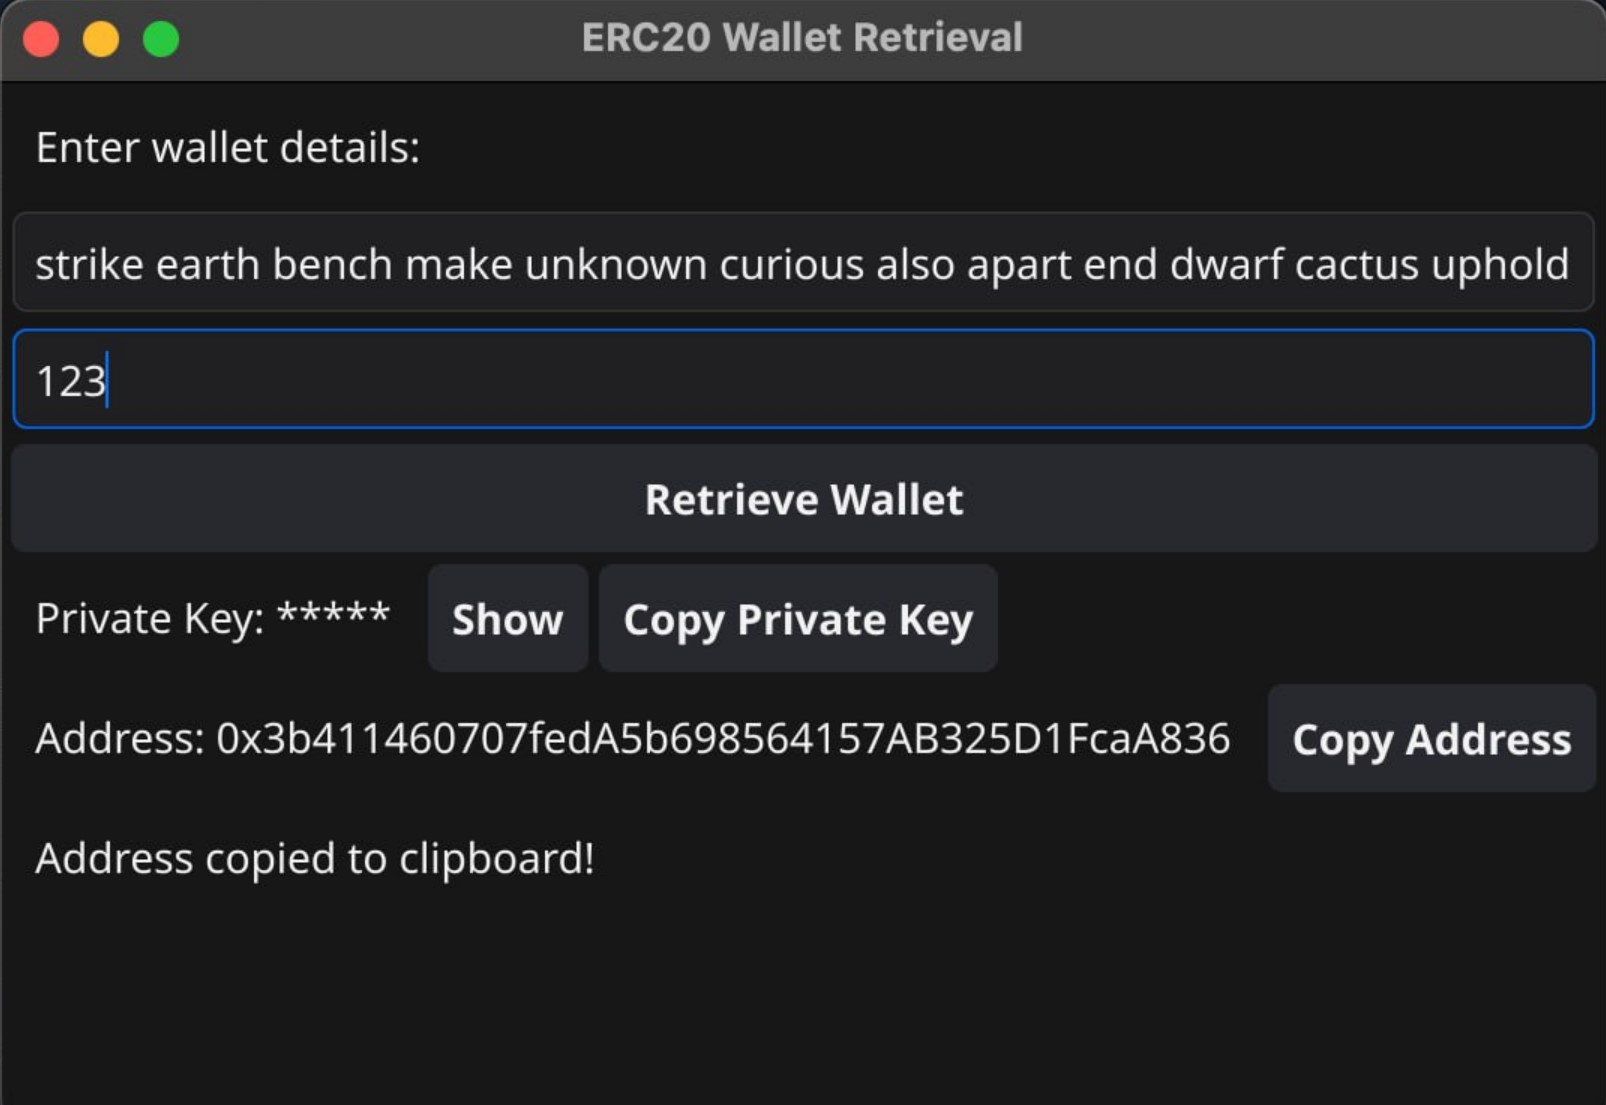 ERC20 Wallet Retrieval
Enter wallet details:
strike earth bench make unknown curious also apart end dwarf cactus uphold
123
Retrieve Wallet
Private Key: ***** Show Copy Private Key
Address: 0x3b411460707fedA5b698564157AB325D1FcaA836 Copy Address
Address copied to clipboard!